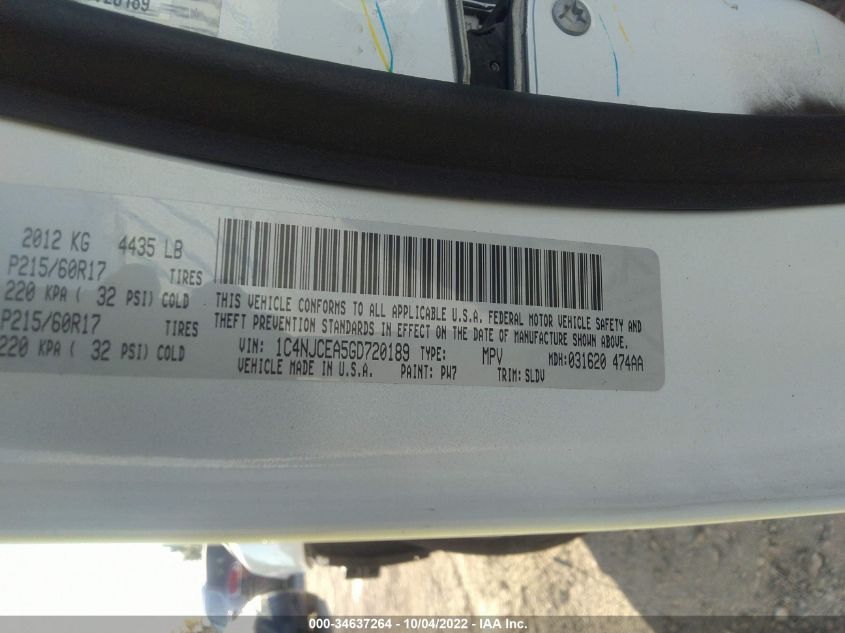 2012 KG 4435 LB
P215/60R17 TIRES
220 KPA ( 32 PSI) COLD
P215/60R17 TIRES
220 KPA ( 32 PSI) COLD
THIS VEHICLE CONFORMS TO ALL APPLICABLE U.S.A. FEDERAL MOTOR VEHICLE SAFETY AND
THEFT PREVENTION STANDARDS IN EFFECT ON THE DATE OF MANUFACTURE SHOWN ABOVE.
VIN: 1C4NJCEA5GD720189 TYPE: MPV MDH:031620 474AA
VEHICLE MADE IN U.S.A. PAINT: PW7 TRIM: SLDV
000-34637264 - 10/04/2022 - IAA Inc.